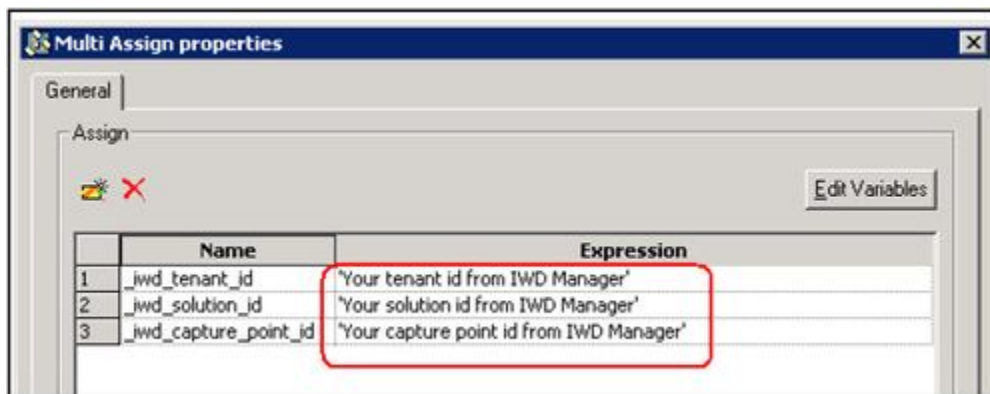 Multi Assign properties
General
Assign
Edit Variables
Name Expression
1 _iwd_tenant_id 'Your tenant id from IWD Manager'
2 _iwd_solution_id 'Your solution id from IWD Manager'
3 _iwd_capture_point_id 'Your capture point id from IWD Manager'